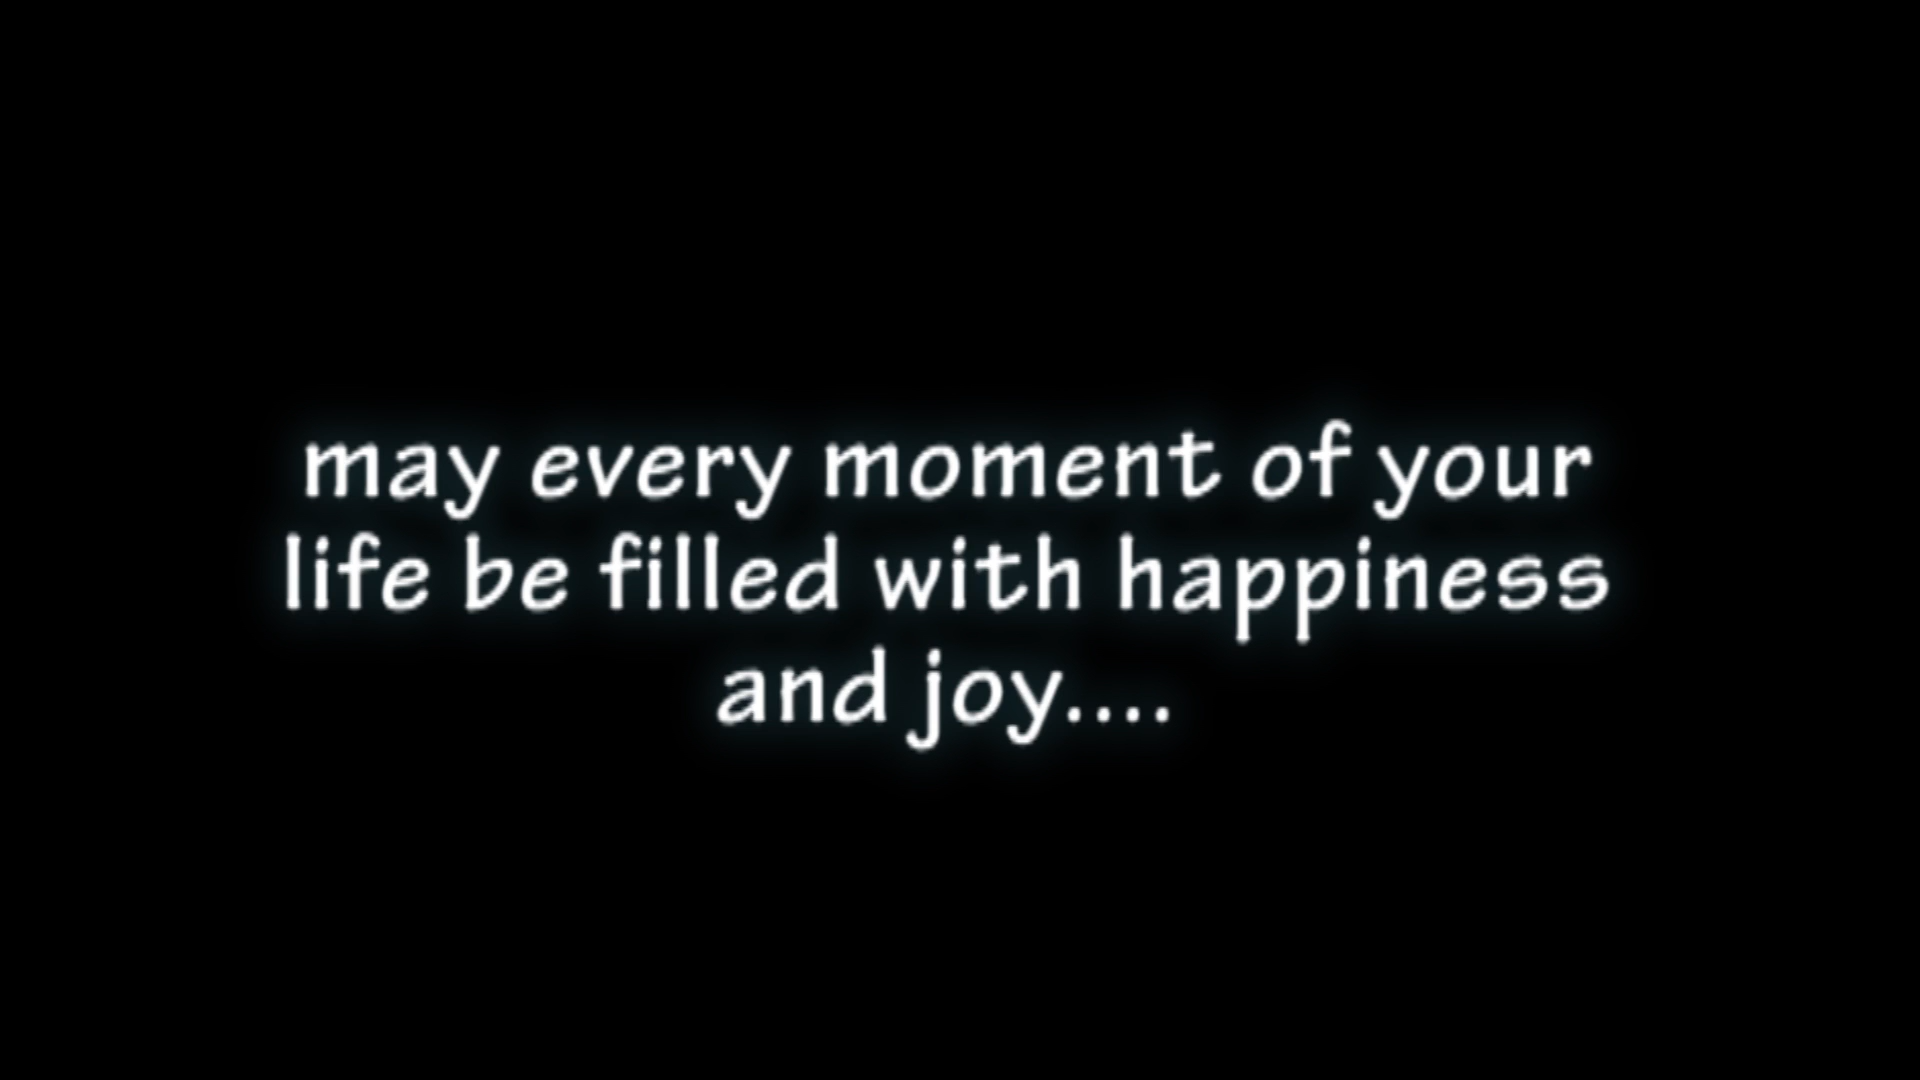 may every moment of your
life be filled with happiness
and joy....